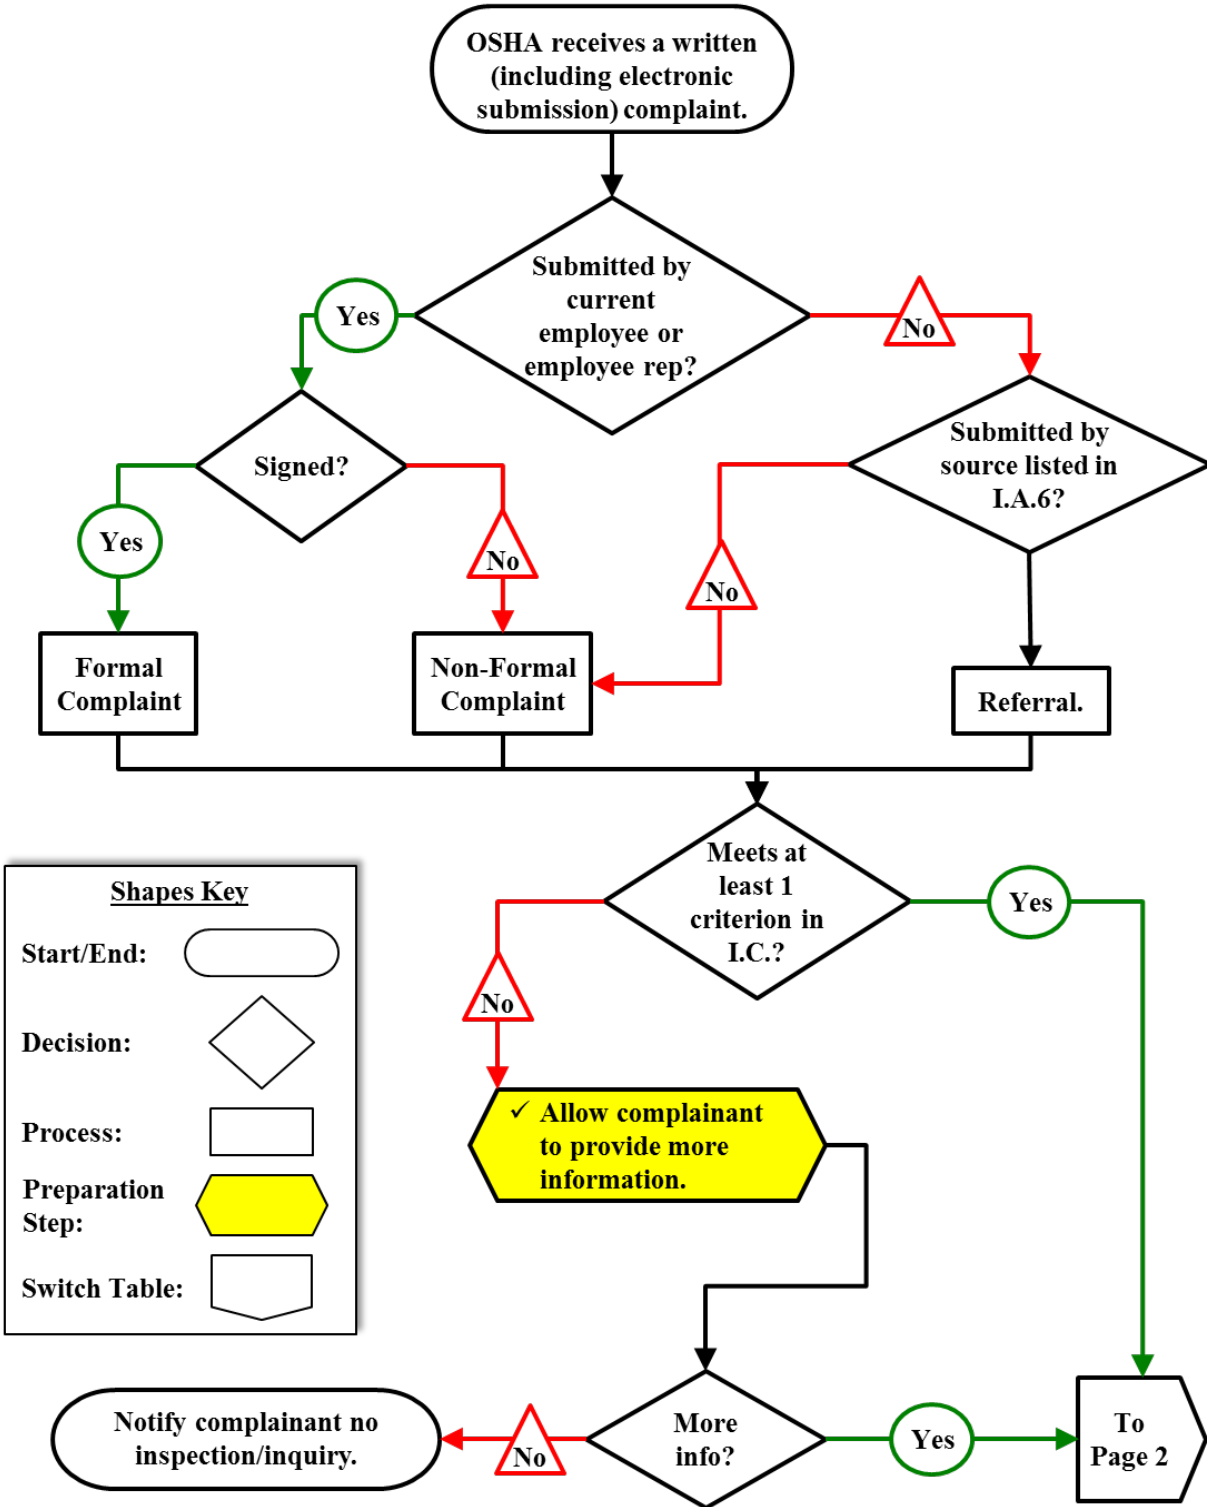 OSHA receives a written
(including electronic
submission) complaint.
Submitted by
current
employee or
employee rep?
Yes
No
Signed?
Submitted by
source listed in
I.A.6?
Yes
No
No
Formal
Complaint
Non-Formal
Complaint
Referral.
Meets at
least 1
criterion in
I.C.?
Yes
No
Shapes Key
Start/End:
Decision:
Process:
Preparation
Step:
Switch Table:
✓ Allow complainant
to provide more
information.
More
info?
No
Yes
Notify complainant no
inspection/inquiry.
To
Page 2